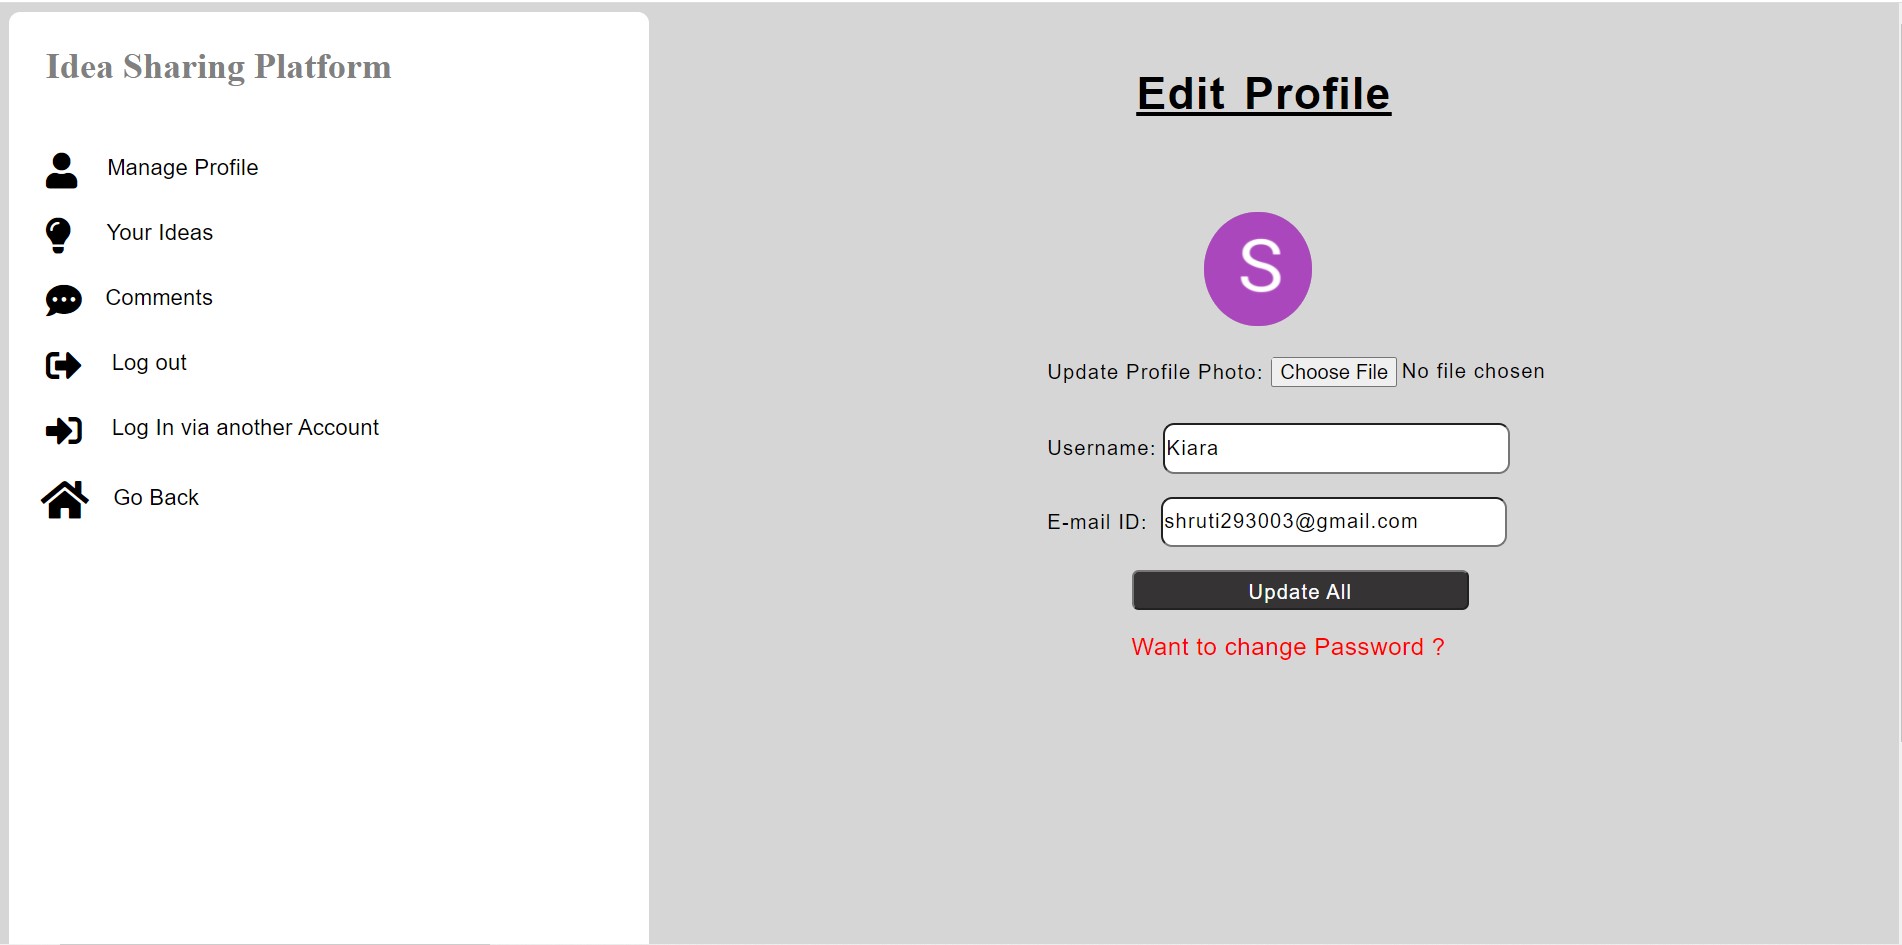 Idea Sharing Platform
Manage Profile
Your Ideas
Comments
Log out
Log In via another Account
Go Back
Edit Profile
S
Update Profile Photo: Choose File No file chosen
Username: Kiara
E-mail ID: shruti293003@gmail.com
Update All
Want to change Password ?